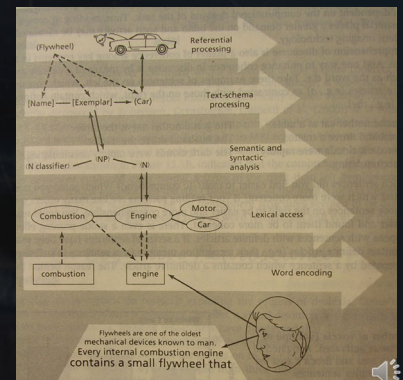 (Flywheel)
Referential
processing
[Name]
[Exemplar]
(Car)
Text-schema
processing
(NP)
(N classifier)
(N)
Semantic and
syntactic
analysis
Combustion
Engine
Motor
Car
Lexical access
combustion
engine
Word encoding
Flywheels are one of the oldest
mechanical devices known to man.
Every internal combustion engine
contains a small flywheel that